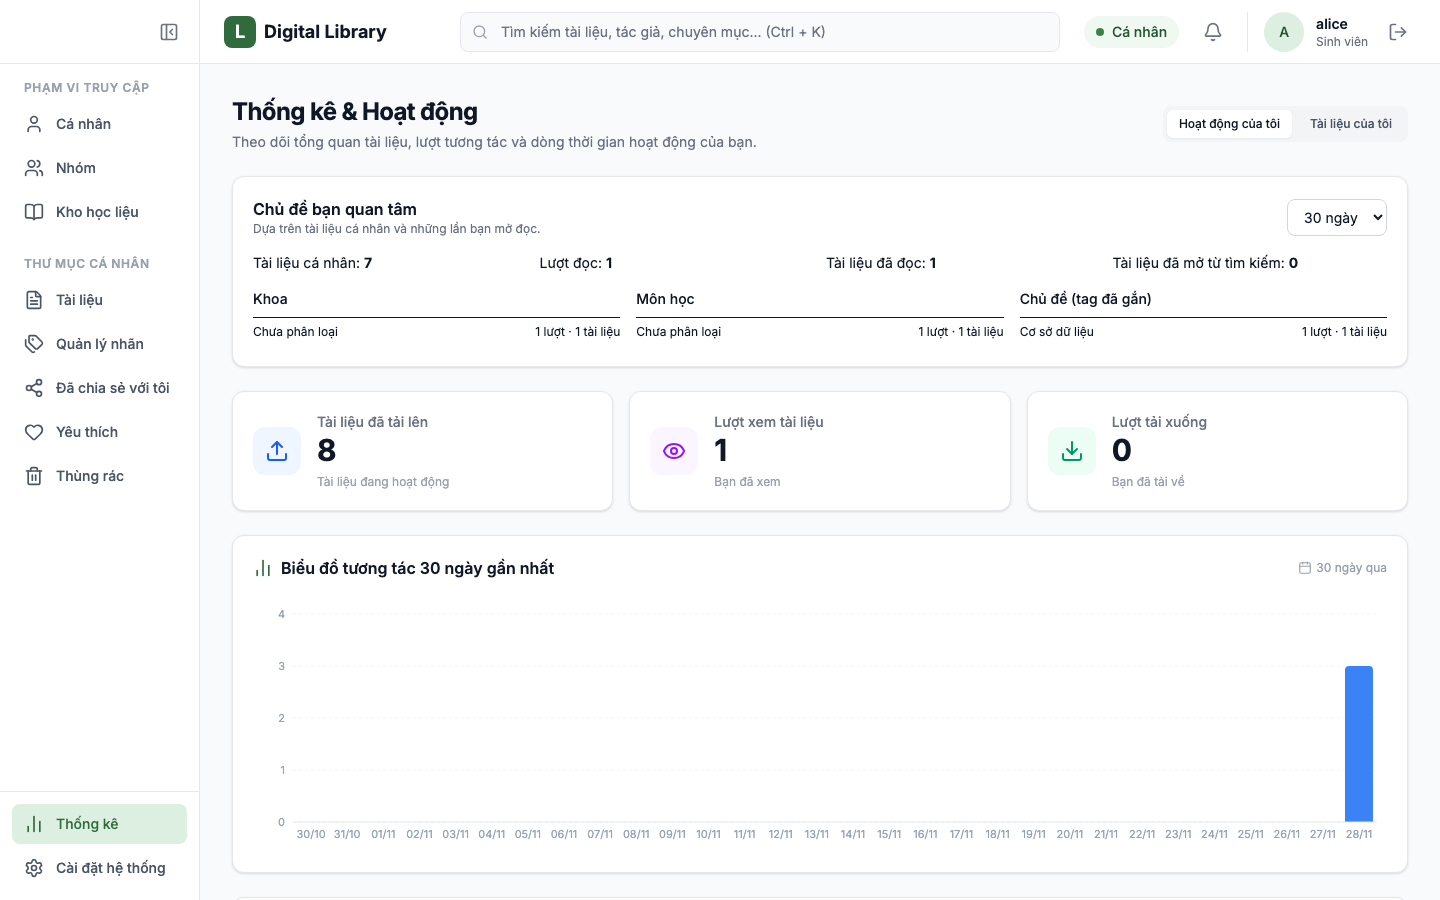 L Digital Library
Tìm kiếm tài liệu, tác giả, chuyên mục... (Ctrl + K)
Cá nhân
A
alice
Sinh viên
PHẠM VI TRUY CẬP
Cá nhân
Nhóm
Kho học liệu
THƯ MỤC CÁ NHÂN
Tài liệu
Quản lý nhãn
Đã chia sẻ với tôi
Yêu thích
Thùng rác
Thống kê
Cài đặt hệ thống
Thống kê & Hoạt động
Theo dõi tổng quan tài liệu, lượt tương tác và dòng thời gian hoạt động của bạn.
Hoạt động của tôi
Tài liệu của tôi
Chủ đề bạn quan tâm
Dựa trên tài liệu cá nhân và những lần bạn mở đọc.
30 ngày
Tài liệu cá nhân: 7
Lượt đọc: 1
Tài liệu đã đọc: 1
Tài liệu đã mở từ tìm kiếm: 0
Khoa
Chưa phân loại 1 lượt · 1 tài liệu
Môn học
Chưa phân loại 1 lượt · 1 tài liệu
Chủ đề (tag đã gắn)
Cơ sở dữ liệu 1 lượt · 1 tài liệu
Tài liệu đã tải lên
8
Tài liệu đang hoạt động
Lượt xem tài liệu
1
Bạn đã xem
Lượt tải xuống
0
Bạn đã tải về
Biểu đồ tương tác 30 ngày gần nhất
30 ngày qua
4
3
2
1
0
30/10 31/10 01/11 02/11 03/11 04/11 05/11 06/11 07/11 08/11 09/11 10/11 11/11 12/11 13/11 14/11 15/11 16/11 17/11 18/11 19/11 20/11 21/11 22/11 23/11 24/11 25/11 26/11 27/11 28/11